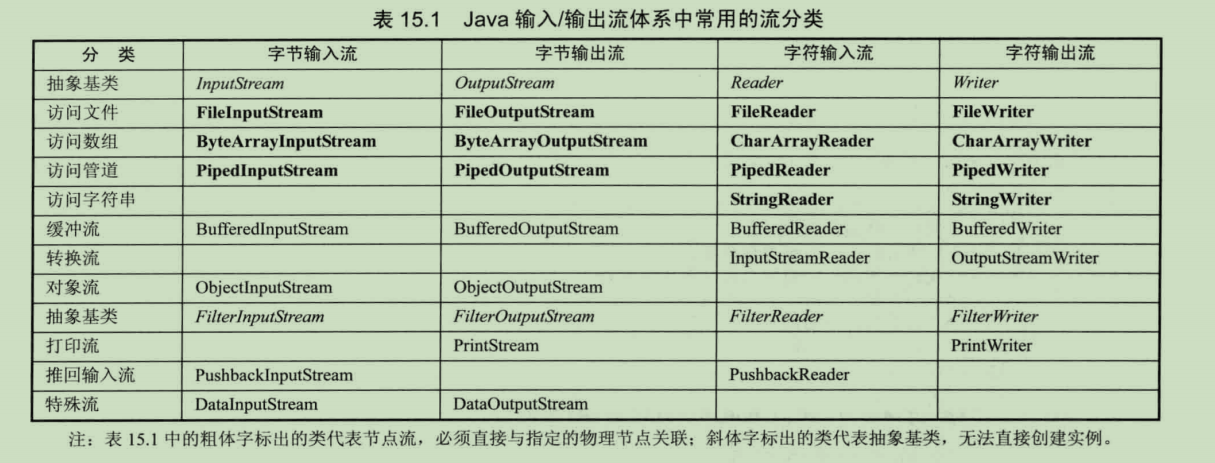 表 15.1 Java 输入/输出流体系中常用的流分类
分 类 字节输入流 字节输出流 字符输入流 字符输出流
抽象基类 InputStream OutputStream Reader Writer
访问文件 FileInputStream FileOutputStream FileReader FileWriter
访问数组 ByteArrayInputStream ByteArrayOutputStream CharArrayReader CharArrayWriter
访问管道 PipedInputStream PipedOutputStream PipedReader PipedWriter
访问字符串 StringReader StringWriter
缓冲流 BufferedInputStream BufferedOutputStream BufferedReader BufferedWriter
转换流 InputStreamReader OutputStreamWriter
对象流 ObjectInputStream ObjectOutputStream
抽象基类 FilterInputStream FilterOutputStream FilterReader FilterWriter
打印流 PrintStream PrintWriter
推回输入流 PushbackInputStream PushbackReader
特殊流 DataInputStream DataOutputStream
注：表 15.1 中的粗体字标出的类代表节点流，必须直接与指定的物理节点关联；斜体字标出的类代表抽象基类，无法直接创建实例。